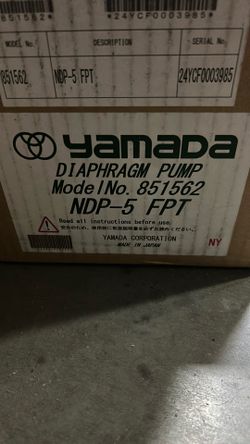 *851562*
*24YCF0003985*
MODEL No.
DESCRIPTION
SERIAL No.
851562
NDP-5 FPT
24YCF0003985
YAMADA
DIAPHRAGM PUMP
Model No. 851562
NDP-5 FPT
Read all instructions before use.
YAMADA CORPORATION
MADE IN JAPAN
NY